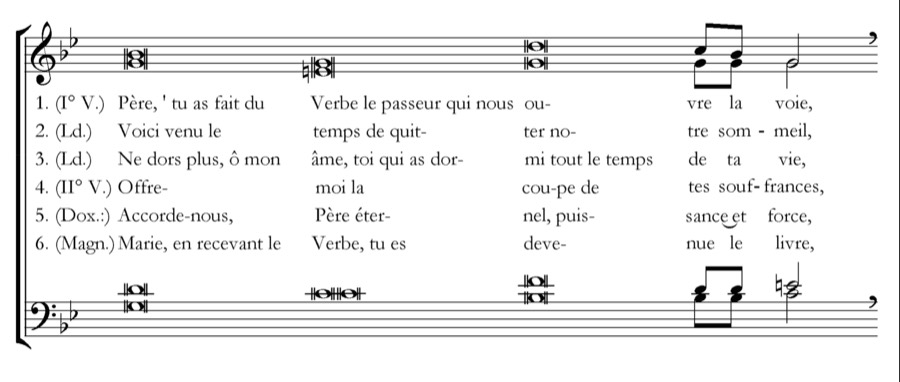 1. (I° V.) Père, ' tu as fait du Verbe le passeur qui nous ou- vre la voie,
2. (Ld.) Voici venu le temps de quit- ter no- tre som - meil,
3. (Ld.) Ne dors plus, ô mon âme, toi qui as dor- mi tout le temps de ta vie,
4. (II° V.) Offre- moi la cou-pe de tes souf- frances,
5. (Dox.:) Accorde-nous, Père éter- nel, puis- sance et force,
6. (Magn.) Marie, en recevant le Verbe, tu es deve- nue le livre,